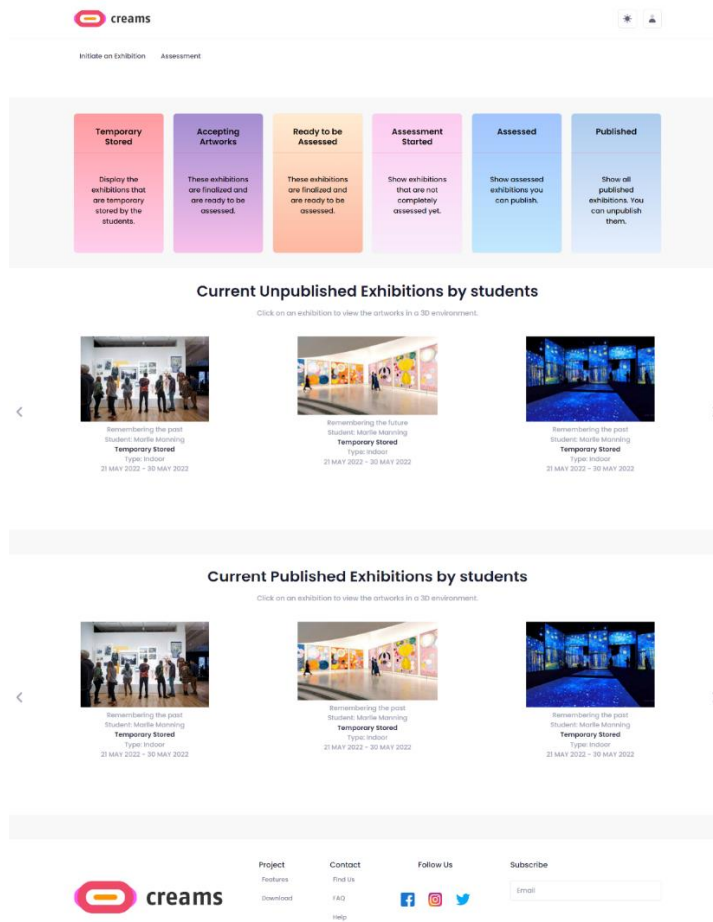 creams
Initiate an Exhibition Assessment
Temporary
Stored
Display the
exhibitions that
are temporary
stored by the
students.
Accepting
Artworks
These exhibitions
are finalized and
are ready to be
assessed.
Ready to be
Assessed
These exhibitions
are finalized and
are ready to be
assessed.
Assessment
Started
Show exhibitions
that are not
completely
assessed yet.
Assessed
Show assessed
exhibitions you
can publish.
Published
Show all
published
exhibitions. You
can unpublish
them.
Current Unpublished Exhibitions by students
Click on an exhibition to view the artworks in a 3D environment.
Remembering the past
Student: Marlie Manning
Temporary Stored
Type: Indoor
21 MAY 2022 - 30 MAY 2022
Remembering the future
Student: Marlie Manning
Temporary Stored
Type: Indoor
21 MAY 2022 - 30 MAY 2022
Remembering the past
Student: Marlie Manning
Temporary Stored
Type: Indoor
21 MAY 2022 - 30 MAY 2022
Current Published Exhibitions by students
Click on an exhibition to view the artworks in a 3D environment.
Remembering the past
Student: Marlie Manning
Temporary Stored
Type: Indoor
21 MAY 2022 - 30 MAY 2022
Remembering the past
Student: Marlie Manning
Temporary Stored
Type: Indoor
21 MAY 2022 - 30 MAY 2022
Remembering the past
Student: Marlie Manning
Temporary Stored
Type: Indoor
21 MAY 2022 - 30 MAY 2022
creams
Project
Features
Download
Contact
Find Us
FAQ
Help
Follow Us
Subscribe
Email